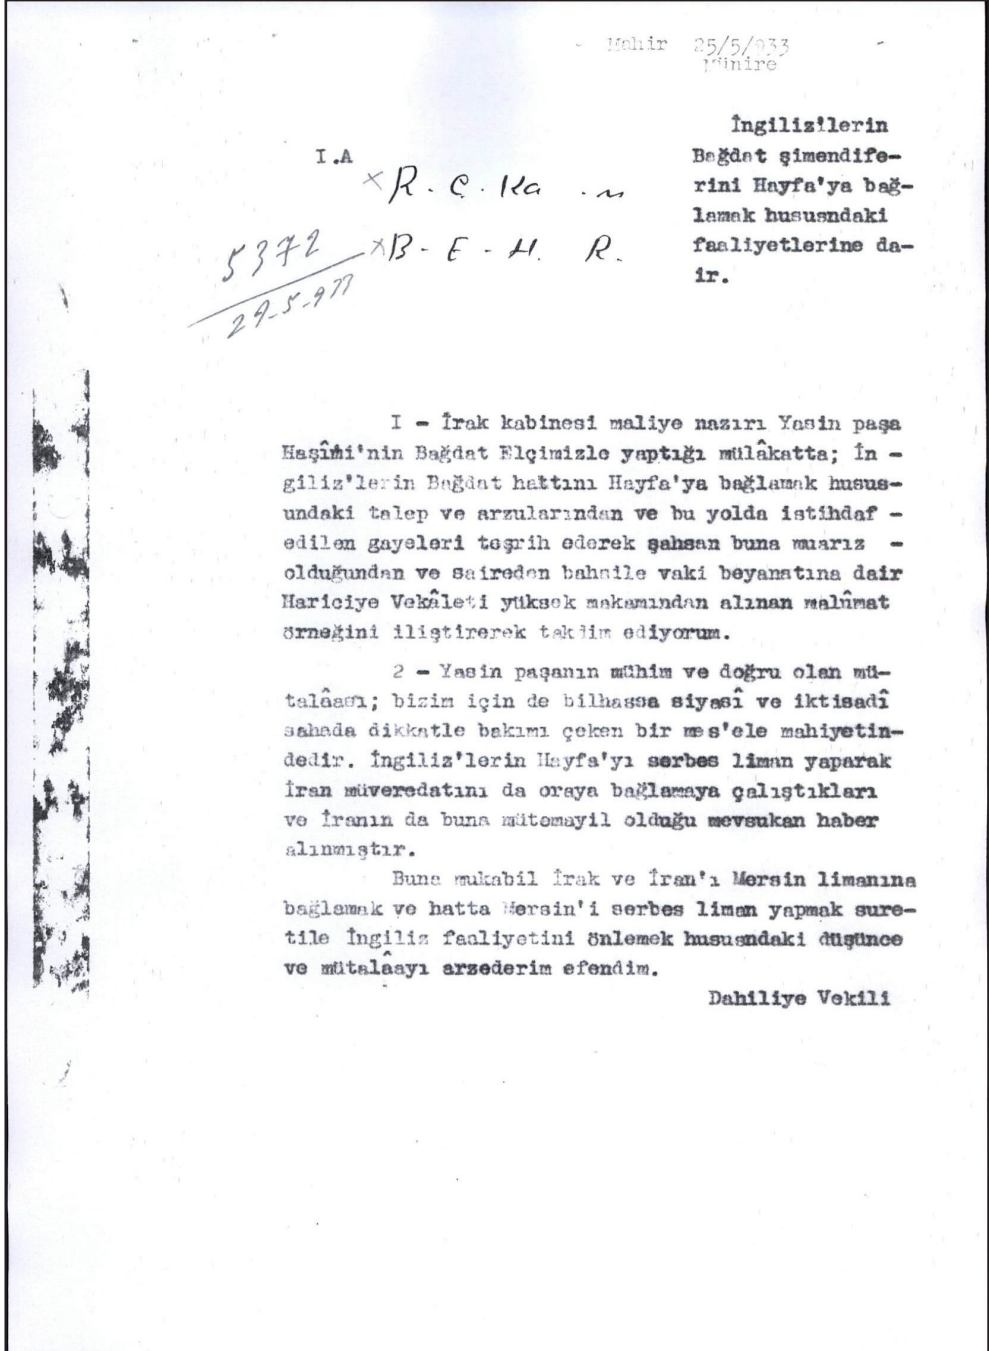 Mahir 25/5/933
Münire
İngiliz'lerin
Bağdat şimendife-
rini Hayfa'ya bağ-
lamak hususndaki
faaliyetlerine da-
ir.
I.A
×R. Ç. Ka
5372
×B - E - H. R.
29-5-933
I - İrak kabinesi maliye nazırı Yasin paşa
Haşîmi'nin Bağdat Elçimizle yaptığı mülâkatta; İn -
giliz'lerin Bağdat hattını Hayfa'ya bağlamak husus-
undaki talep ve arzularından ve bu yolda istihdaf -
edilen gayeleri teşrih ederek şahsan buna muarız -
olduğundan ve saireden bahsile vaki beyanatına dair
Hariciye Vekâleti yüksek makamından alınan malûmat
örneğini iliştirerek takdim ediyorum.
2 - Yasin paşanın mühim ve doğru olan mü-
talâası; bizim için de bilhassa siyasî ve iktisadî
sahada dikkatle bakımı çeken bir mes'ele mahiyetin-
dedir. İngiliz'lerin Hayfa'yı serbes liman yaparak
İran müveredatını da oraya bağlamaya çalıştıkları
ve İranın da buna mütemayil olduğu mevsukan haber
alınmıştır.
Buna mukabil İrak ve İran'ı Mersin limanına
bağlamak ve hatta Mersin'i serbes liman yapmak sure-
tile İngiliz faaliyetini önlemek hususndaki düşünce
ve mütalâayı arzederim efendim.
Dahiliye Vekili